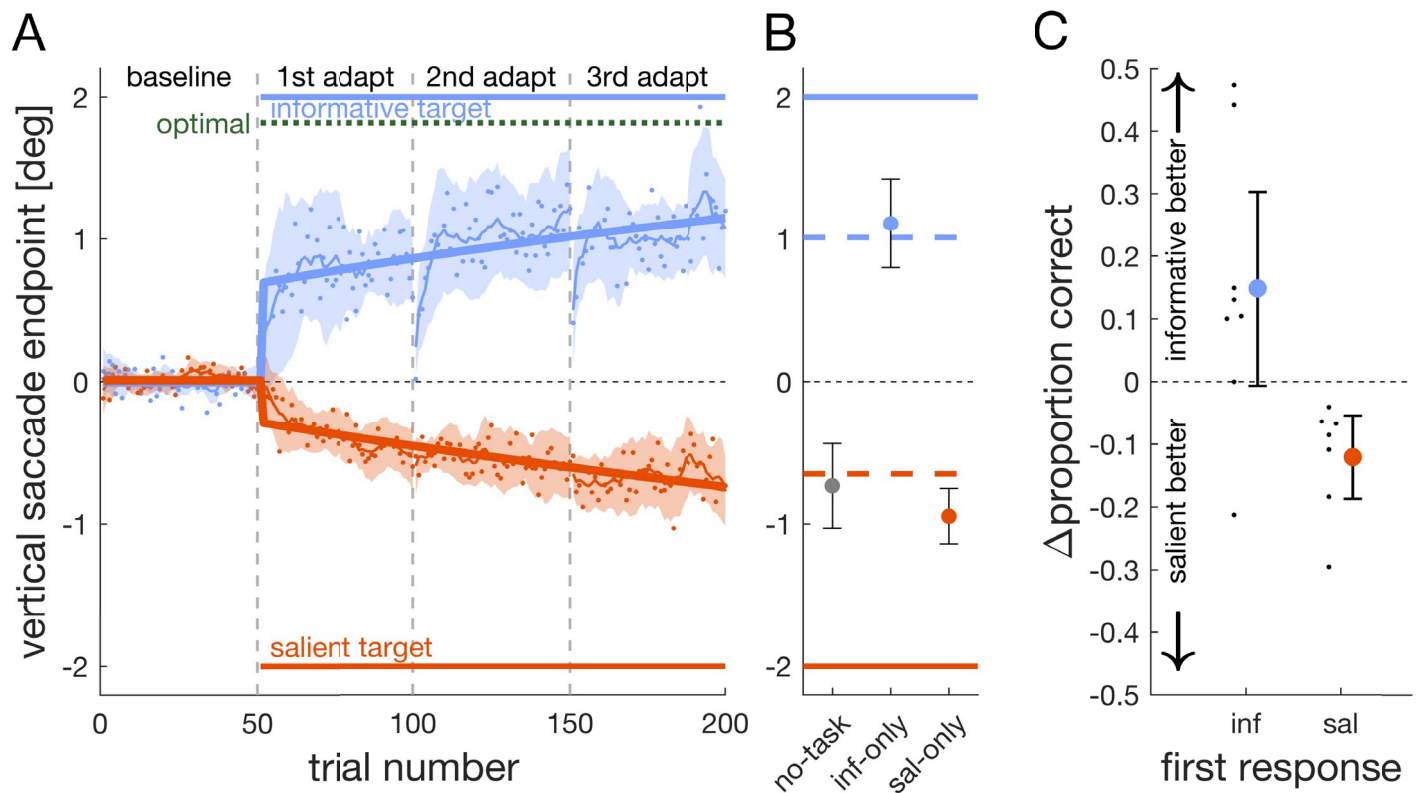 A
baseline
1st adapt
2nd adapt
3rd adapt
informative target
optimal
salient target
vertical saccade endpoint [deg]
2
1
0
-1
-2
0
50
100
150
200
trial number
B
2
1
0
-1
-2
no-task
inf-only
sal-only
C
Δproportion correct
0.5
0.4
0.3
0.2
0.1
0
-0.1
-0.2
-0.3
-0.4
-0.5
informative better
salient better
inf
sal
first response